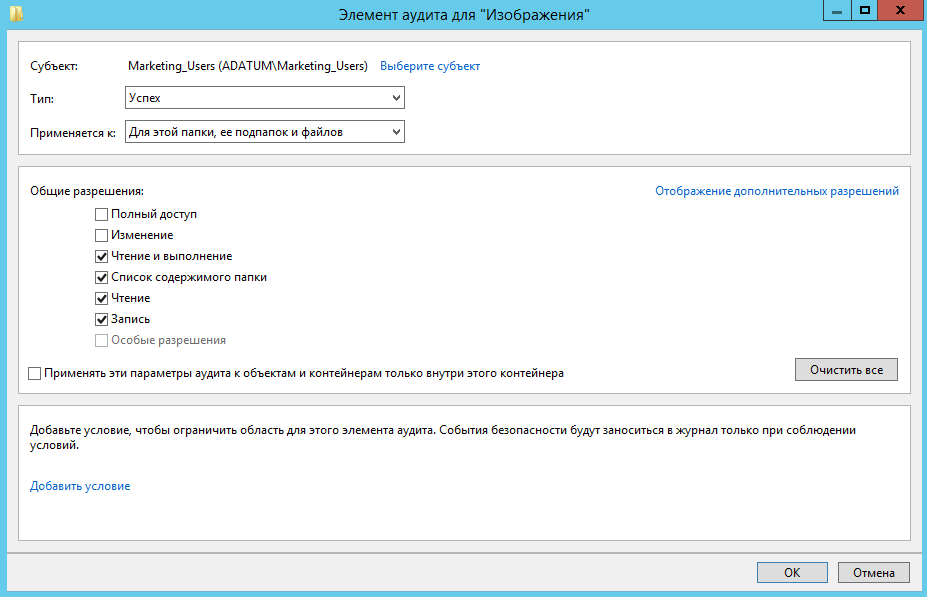 Элемент аудита для "Изображения"
Субъект: Marketing_Users (ADATUM\Marketing_Users) Выберите субъект
Тип: Успех
Применяется к: Для этой папки, ее подпапок и файлов
Общие разрешения: Отображение дополнительных разрешений
Полный доступ
Изменение
Чтение и выполнение
Список содержимого папки
Чтение
Запись
Особые разрешения
Применять эти параметры аудита к объектам и контейнерам только внутри этого контейнера Очистить все
Добавьте условие, чтобы ограничить область для этого элемента аудита. События безопасности будут заноситься в журнал только при соблюдении
условий.
Добавить условие
ОК Отмена